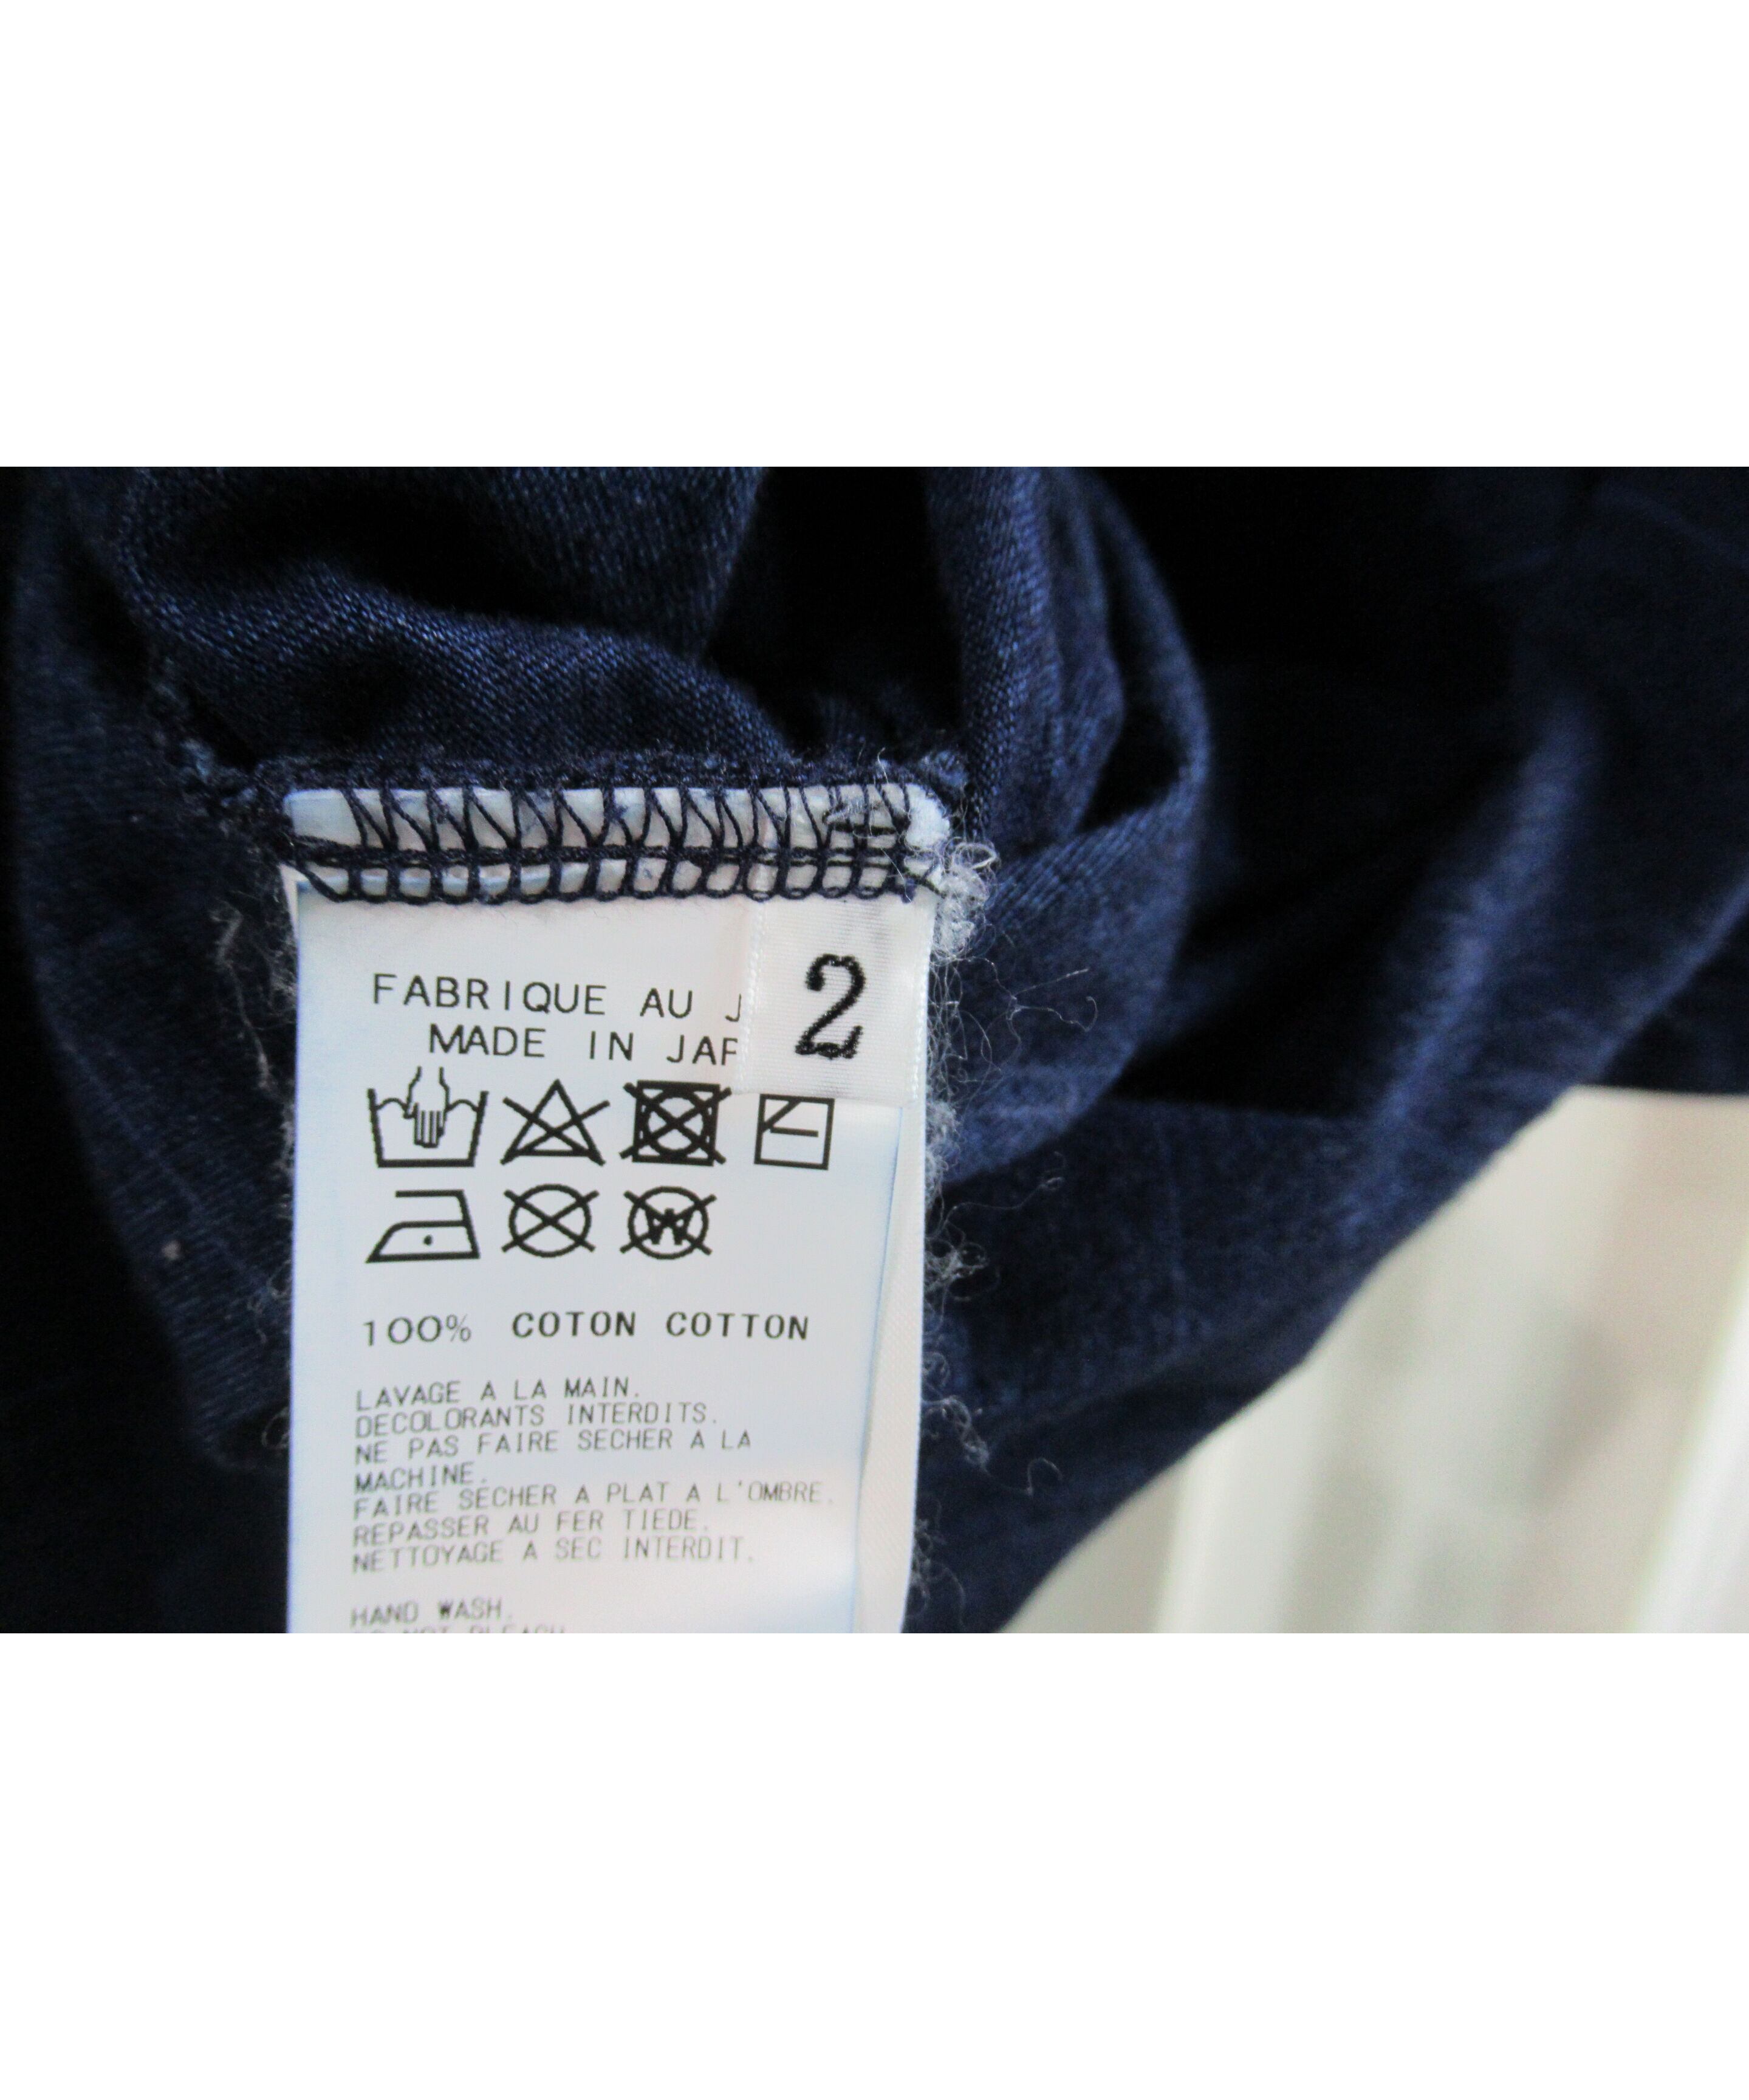 2
FABRIQUE AU J
MADE IN JAP
W
100% COTON COTTON
LAVAGE A LA MAIN.
DECOLORANTS INTERDITS.
NE PAS FAIRE SECHER A LA
MACHINE.
FAIRE SECHER A PLAT A L'OMBRE.
REPASSER AU FER TIEDE.
NETTOYAGE A SEC INTERDIT.
HAND WASH.